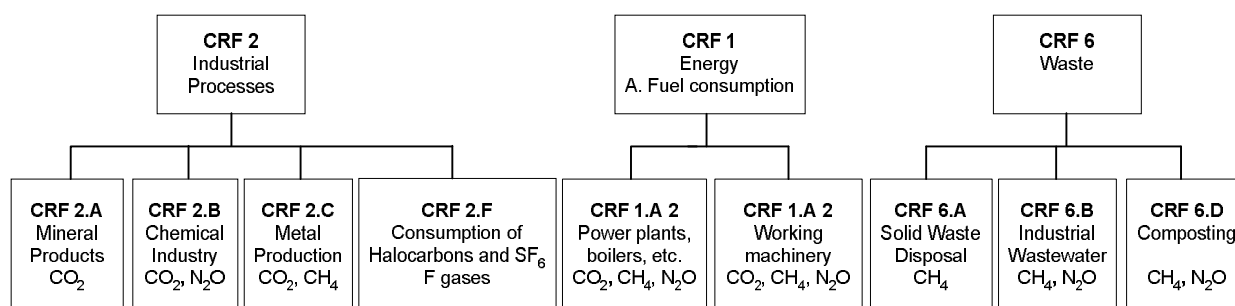 CRF 2
Industrial
Processes
CRF 1
Energy
A. Fuel consumption
CRF 6
Waste
CRF 2.A
Mineral
Products
CO₂
CRF 2.B
Chemical
Industry
CO₂, N₂O
CRF 2.C
Metal
Production
CO₂, CH₄
CRF 2.F
Consumption of
Halocarbons and SF₆
F gases
CRF 1.A 2
Power plants,
boilers, etc.
CO₂, CH₄, N₂O
CRF 1.A 2
Working
machinery
CO₂, CH₄, N₂O
CRF 6.A
Solid Waste
Disposal
CH₄
CRF 6.B
Industrial
Wastewater
CH₄, N₂O
CRF 6.D
Composting
CH₄, N₂O